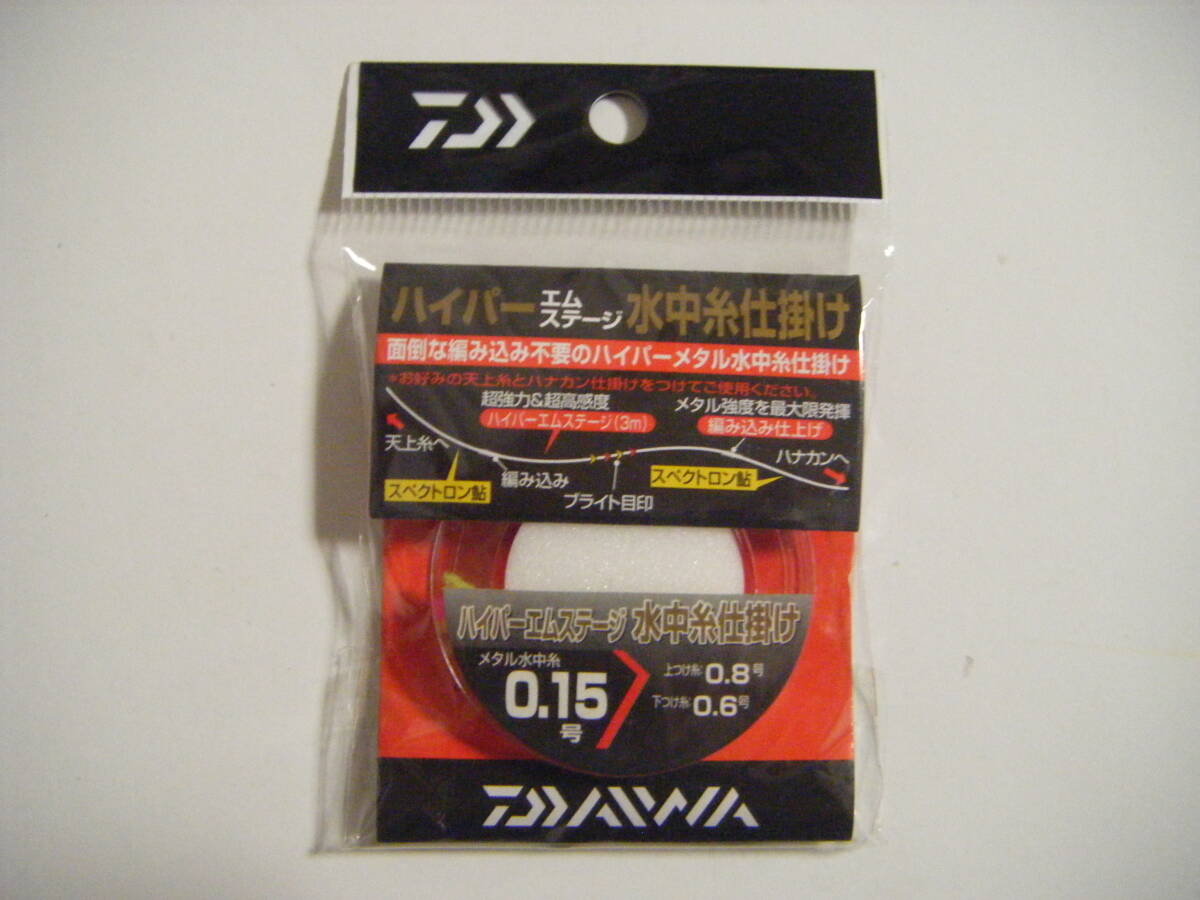 ハイパーエムステージ 水中糸仕掛け
面倒な編み込み不要のハイパーメタル水中糸仕掛け
*お好みの天上糸とハナカン仕掛けをつけてご使用ください。
超強力&超高感度
ハイパーエムステージ(3m)
メタル強度を最大限発揮
編み込み仕上げ
天上糸へ
ハナカンへ
スペクトロン鮎
編み込み
ブライト目印
スペクトロン鮎
ハイパーエムステージ 水中糸仕掛け
メタル水中糸
0.15
号
上つけ糸:0.8号
下つけ糸:0.6号
DAIWA